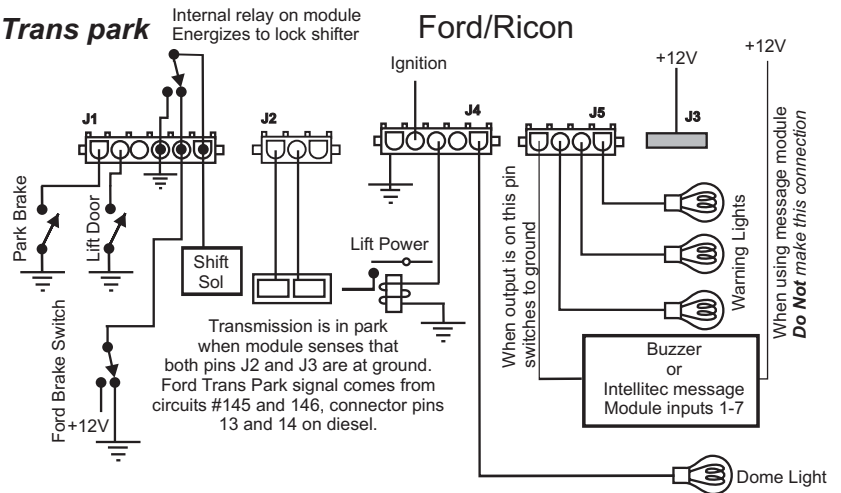 Trans park
Internal relay on module
Energizes to lock shifter
Ford/Ricon
Ignition
+12V
+12V
J1
J2
J4
J5
J3
Park Brake
Lift Door
Shift
Sol
Lift Power
When output is on this pin
switches to ground
Warning Lights
When using message module
Do Not make this connection
Ford Brake Switch
+12V
Transmission is in park
when module senses that
both pins J2 and J3 are at ground.
Ford Trans Park signal comes from
circuits #145 and 146, connector pins
13 and 14 on diesel.
Buzzer
or
Intellitec message
Module inputs 1-7
Dome Light